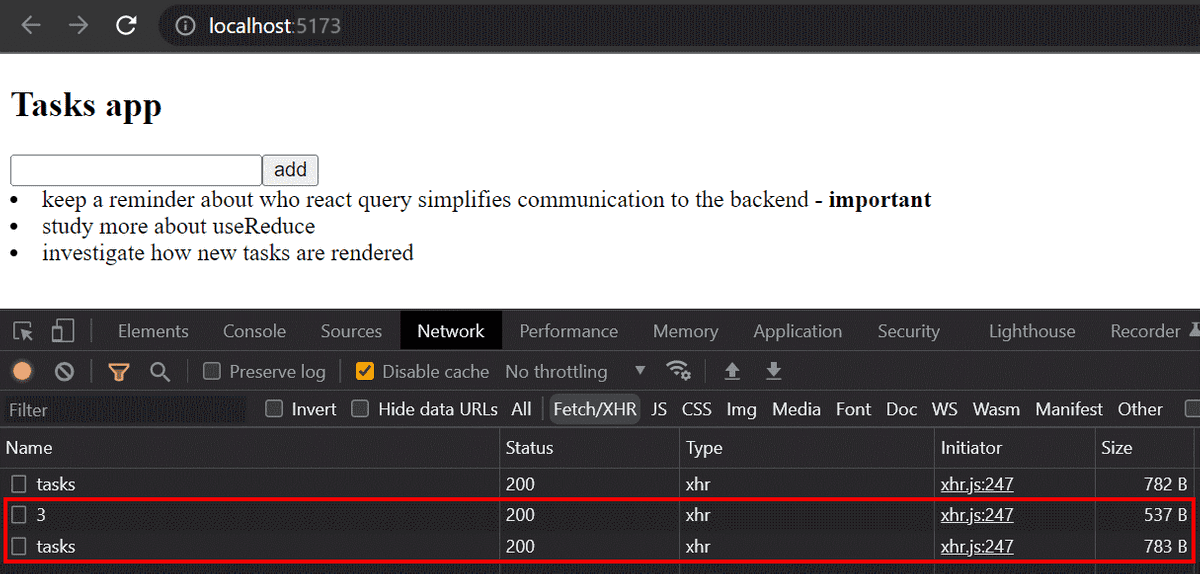 localhost:5173
Tasks app
add
• keep a reminder about who react query simplifies communication to the backend - important
• study more about useReduce
• investigate how new tasks are rendered
Elements Console Sources Network Performance Memory Application Security Lighthouse Recorder
Preserve log Disable cache No throttling
Filter Invert Hide data URLs All Fetch/XHR JS CSS Img Media Font Doc WS Wasm Manifest Other
Name Status Type Initiator Size
tasks 200 xhr xhr.js:247 782 B
3 200 xhr xhr.js:247 537 B
tasks 200 xhr xhr.js:247 783 B